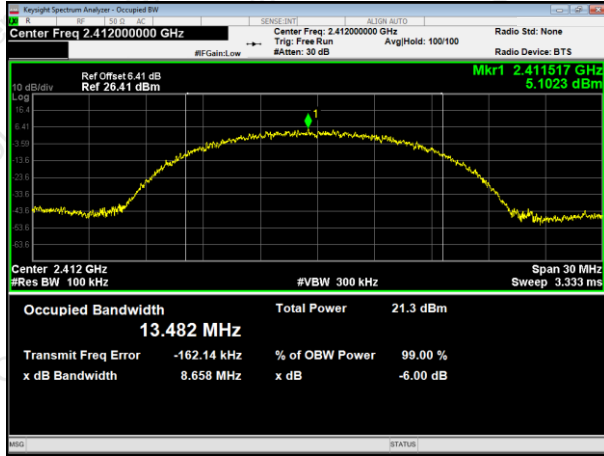 Keysight Spectrum Analyzer - Occupied BW
R RF 50 Ω AC SENSE:INT ALIGN AUTO
Center Freq 2.412000000 GHz Center Freq: 2.412000000 GHz Radio Std: None
Trig: Free Run Avg|Hold: 100/100
#IFGain:Low #Atten: 30 dB Radio Device: BTS
Ref Offset 6.41 dB Mkr1 2.411517 GHz
10 dB/div Ref 26.41 dBm 5.1023 dBm
Log
16.4
6.41
1
-3.59
-13.6
-23.6
-33.6
-43.6
-53.6
-63.6
Center 2.412 GHz Span 30 MHz
#Res BW 100 kHz #VBW 300 kHz Sweep 3.333 ms
Occupied Bandwidth Total Power 21.3 dBm
13.482 MHz
Transmit Freq Error -162.14 kHz % of OBW Power 99.00 %
x dB Bandwidth 8.658 MHz x dB -6.00 dB
MSG STATUS